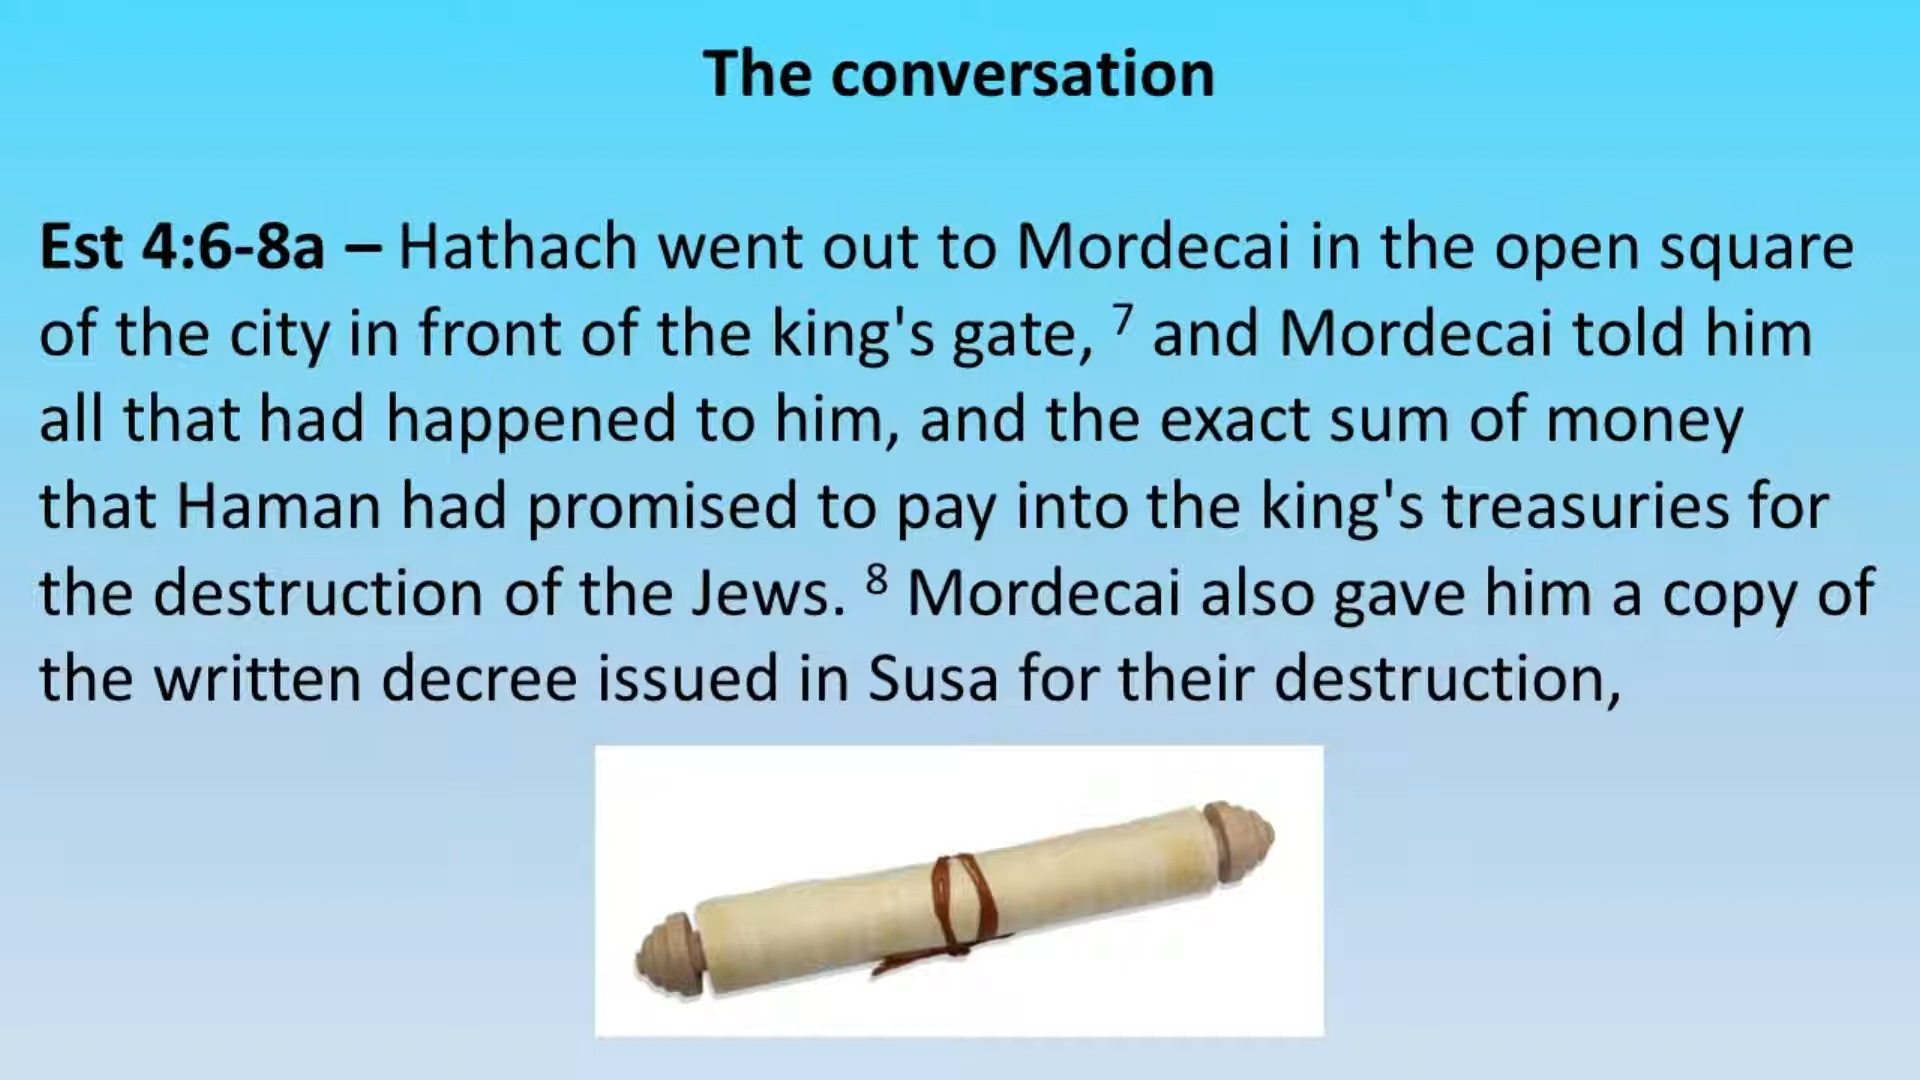 The conversation
Est 4:6-8a – Hathach went out to Mordecai in the open square
of the city in front of the king's gate, ⁷ and Mordecai told him
all that had happened to him, and the exact sum of money
that Haman had promised to pay into the king's treasuries for
the destruction of the Jews. ⁸ Mordecai also gave him a copy of
the written decree issued in Susa for their destruction,